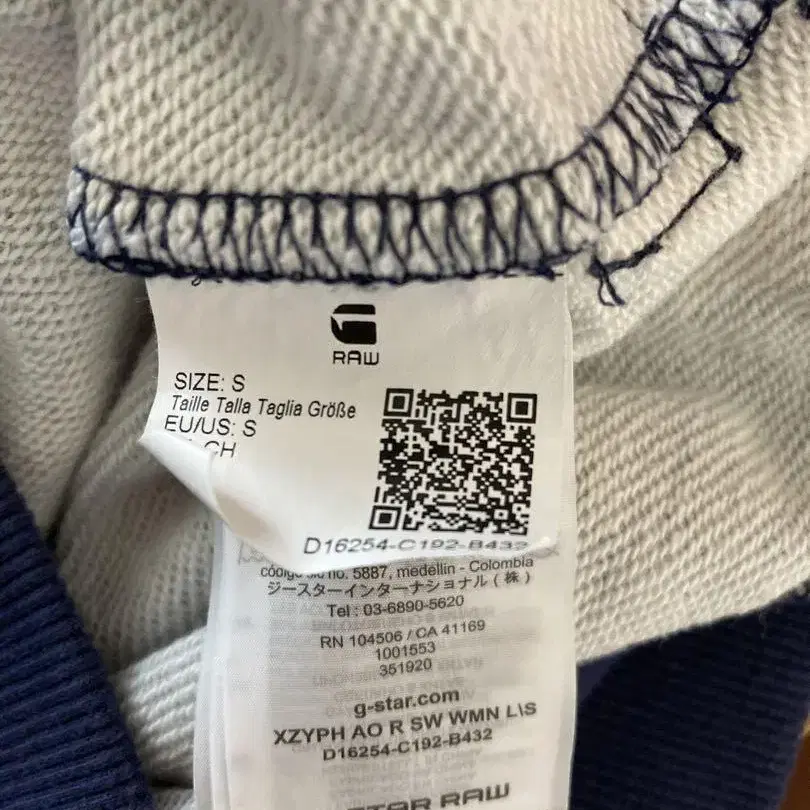 RAW
SIZE: S
Taille Talla Taglia Größe
EU/US: S
CH
D16254-C192-B432
no. 5887, medellin - Colombia
ジースターインターナショナル(株)
Tel : 03-6890-5620
RN 104506 / CA 41169
1001553
351920
g-star.com
XZYPH AO R SW WMN L\S
D16254-C192-B432
STAR RAW